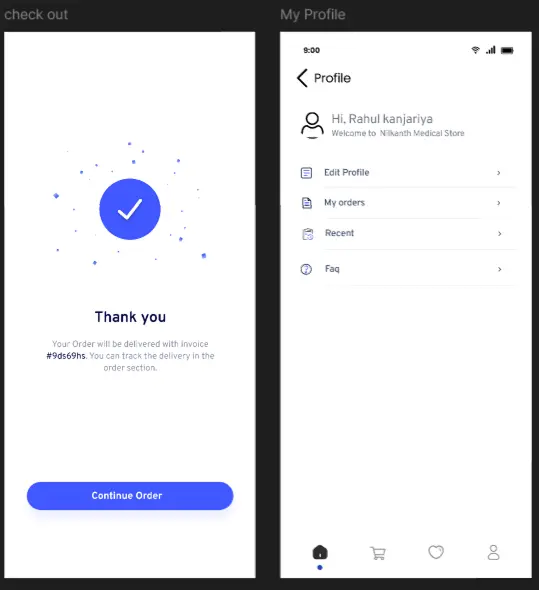 check out
Thank you
Your Order will be delivered with invoice
#9ds69hs. You can track the delivery in the
order section.
Continue Order
My Profile
9:00
Profile
Hi, Rahul kanjariya
Welcome to Nilkanth Medical Store
Edit Profile
My orders
Recent
Faq